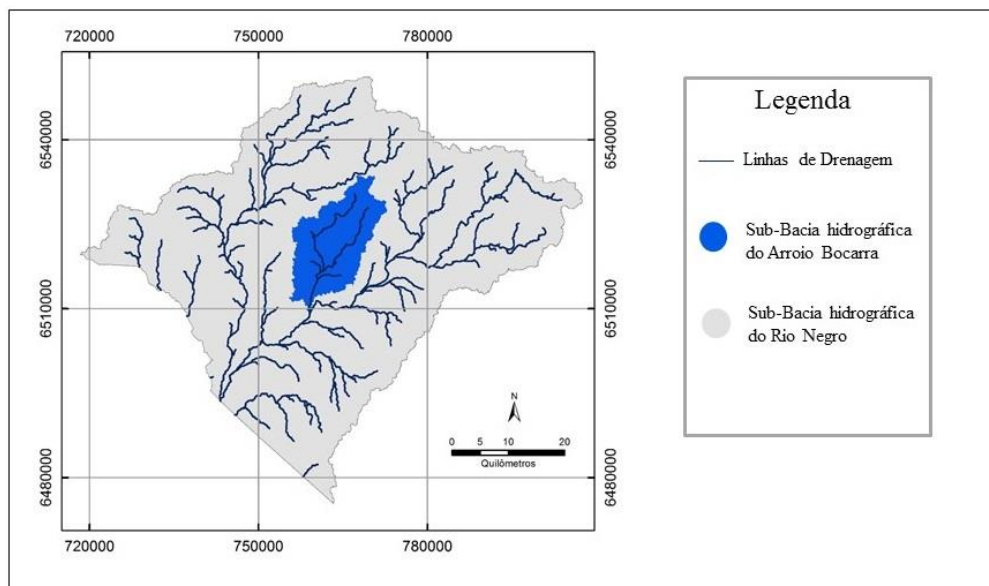 720000 750000 780000
6540000 6540000
6510000 6510000
6480000 6480000
N
0 5 10 20
Quilômetros
720000 750000 780000
Legenda
Linhas de Drenagem
Sub-Bacia hidrográfica
do Arroio Bocarra
Sub-Bacia hidrográfica
do Rio Negro